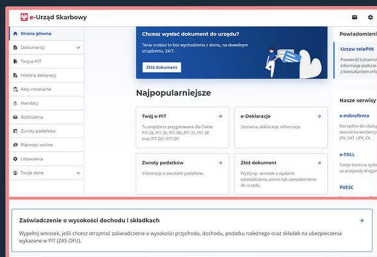 e-Urząd Skarbowy
Strona główna
Dokumenty
Twój e-PIT
Historia deklaracji
Akty notarialne
Mandaty
Rozliczenia
Zwroty podatków
Płatności online
Ustawienia
Twoje dane
Chcesz wysłać dokument do urzędu?
Teraz zrobisz to bez wychodzenia z domu, na dowolnym
urządzeniu, 24/7.
Złóż dokument
Najpopularniejsze
Twój e-PIT
e-Deklaracje
Zeznania, deklaracje, informacje.
Zwroty podatków
Informacje o zwrotach podatków.
Złóż dokument
Powiadomieni
Ustaw telePIN
Nasze serwisy
e-mikrofirma
e-TOLL
PUESC
Zaświadczenie o wysokości dochodu i składkach
Wypełnij wniosek, jeśli chcesz otrzymać zaświadczenie o wysokości przychodu, dochodu, podatku należnego oraz składek na ubezpieczenia
wykazane w PIT (ZAS-DFU).